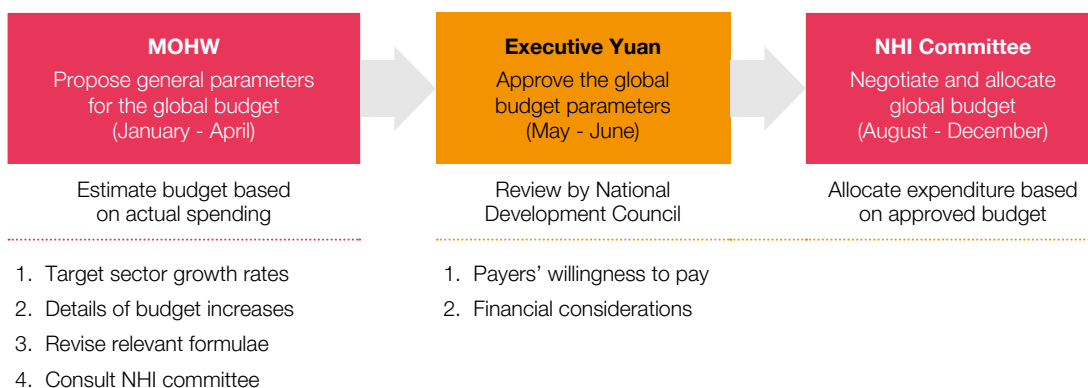 MOHW
Propose general parameters
for the global budget
(January - April)
Executive Yuan
Approve the global
budget parameters
(May - June)
NHI Committee
Negotiate and allocate
global budget
(August - December)
Estimate budget based
on actual spending
Review by National
Development Council
Allocate expenditure based
on approved budget
1. Target sector growth rates
2. Details of budget increases
3. Revise relevant formulae
4. Consult NHI committee
1. Payers’ willingness to pay
2. Financial considerations